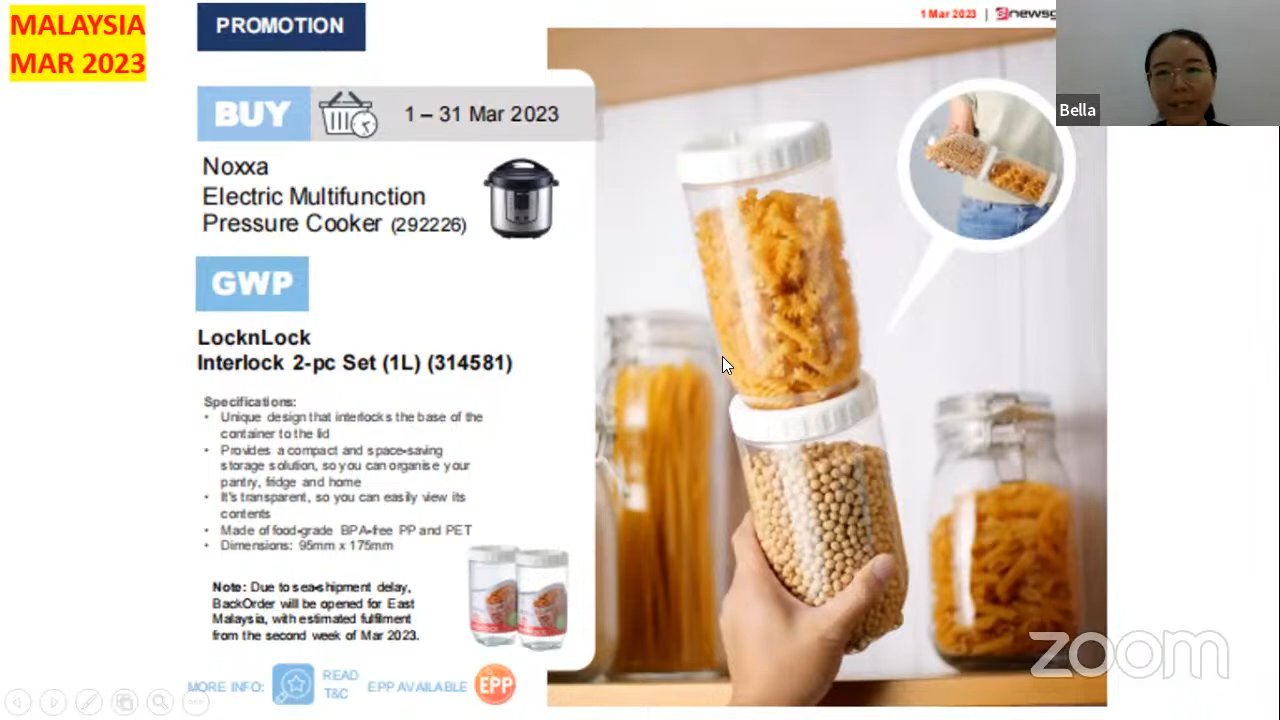 MALAYSIA
MAR 2023
PROMOTION
1 Mar 2023 |
BUY
1 – 31 Mar 2023
Noxxa
Electric Multifunction
Pressure Cooker (292226)
GWP
LocknLock
Interlock 2-pc Set (1L) (314581)
Specifications:
• Unique design that interlocks the base of the
container to the lid
• Provides a compact and space-saving
storage solution, so you can organise your
pantry, fridge and home
• It's transparent, so you can easily view its
contents
• Made of food-grade BPA-free PP and PET
• Dimensions: 95mm x 175mm
Note: Due to sea-shipment delay,
BackOrder will be opened for East
Malaysia, with estimated fulfilment
from the second week of Mar 2023.
MORE INFO:
READ
T&C
EPP AVAILABLE
EPP
Bella
zoom